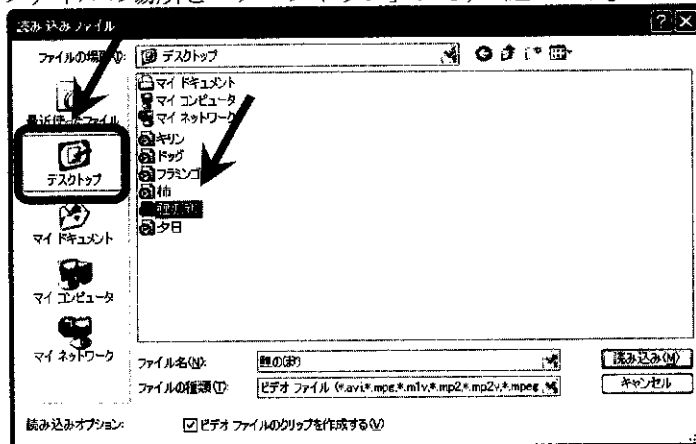 読み込みファイル
ファイルの場所(I):
デスクトップ
最近使ったファイル
デスクトップ
マイ ドキュメント
マイ コンピュータ
マイ ネットワーク
マイ ドキュメント
マイ コンピュータ
マイ ネットワーク
キリン
ドッグ
フラミンゴ
柿
夕日
ファイル名(N):
鯉のぼり
読み込み(M)
ファイルの種類(T):
ビデオ ファイル (*.avi,*.mpg,*.m1v,*.mp2,*.mp2v,*.mpeg
キャンセル
読み込みオプション:
ビデオ ファイルのクリップを作成する(V)